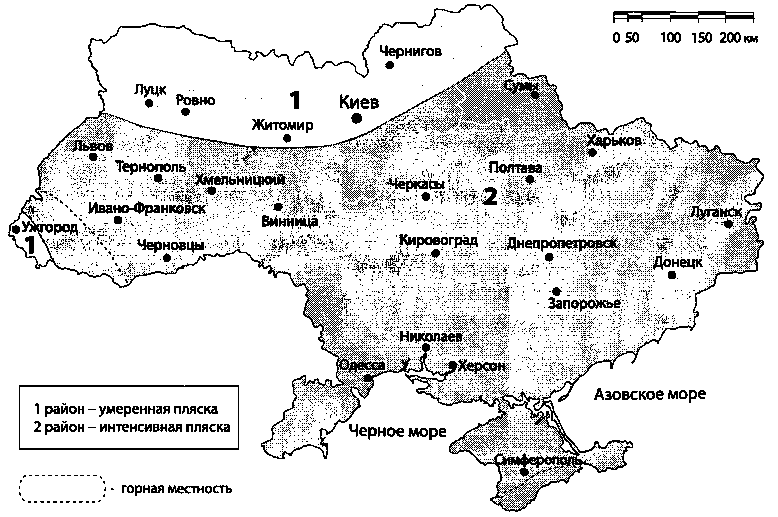 0 50 100 150 200 км
Чернигов
Луцк
Ровно
1
Киев
Житомир
Сумы
Львов
Тернополь
Хмельницкий
Черкасы
2
Полтава
Харьков
Ивано-Франковск
Винница
Луганск
Ужгород
1
Черновцы
Кировоград
Днепропетровск
Донецк
Запорожье
Николаев
Одесса
Херсон
Азовское море
1 район – умеренная пляска
2 район – интенсивная пляска
Черное море
Симферополь
- горная местность